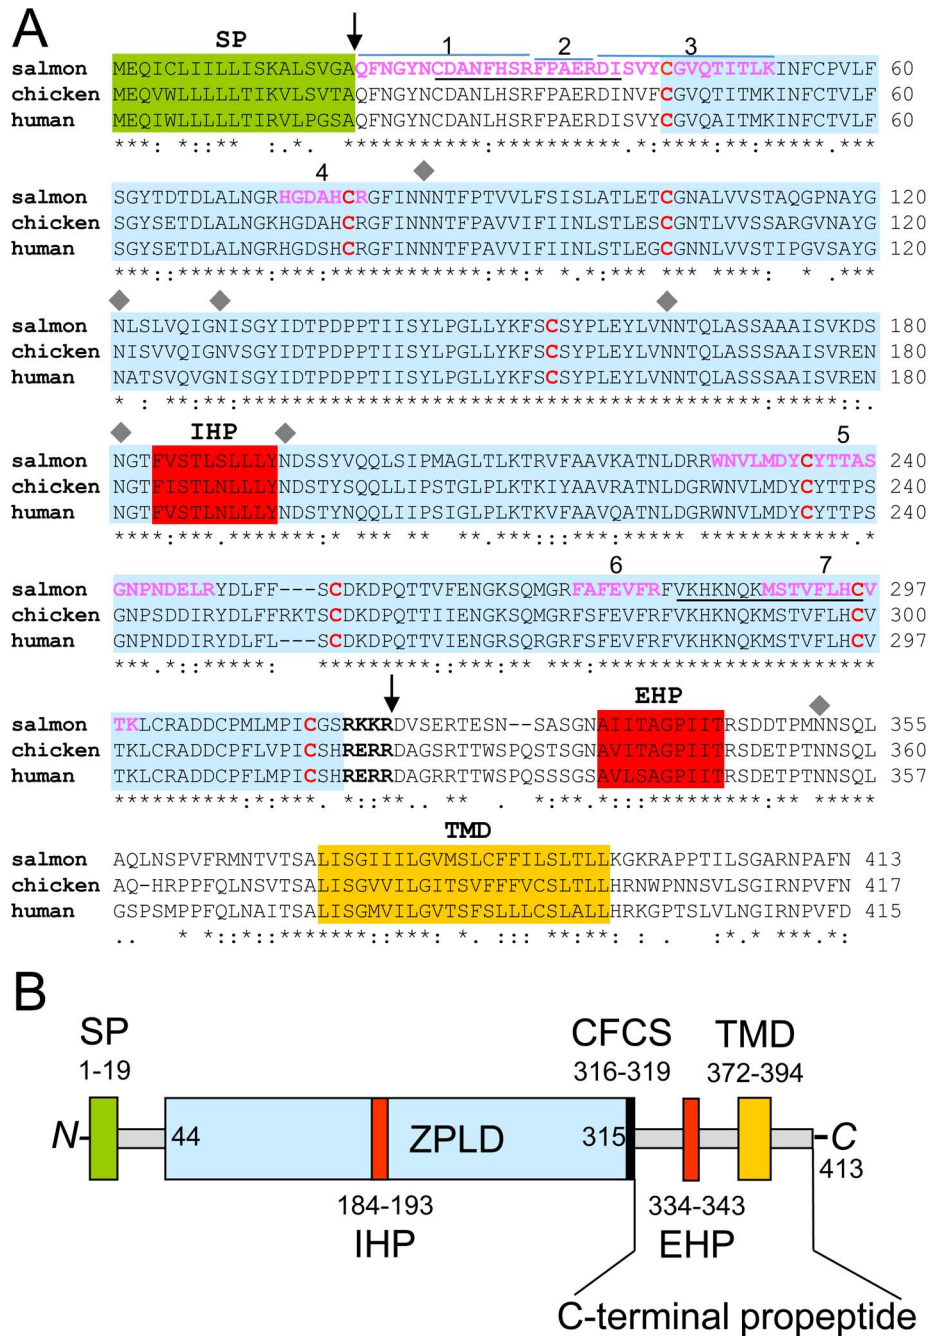 A
SP 1 2 3
salmon MEQICLIILLISKALSVGAQFNGYNCDANFHSRFPAERDISVYCGVQTITLKINFCPVLF 60
chicken MEQVWLLLLLTIKVLSVTAQFNGYNCDANLHSRFPAERDINVFCGVQTITMKINFCTVLF 60
human MEQIWLLLLLTIRVLPGSAQFNGYNCDANLHSRFPAERDISVYCGVQAITMKINFCTVLF 60
***: *::** :.*. **********:*********.*:****:**:*****.***
4
salmon SGYTDTDLALNGRHGDAHCRGFINNNTFPTVVLFSISLATLETCGNALVVSTAQGPNAYG 120
chicken SGYSETDLALNGKHGDAHCRGFINNNTFPAVVIFIINLSTLESCGNTLVVSSARGVNAYG 120
human SGYSETDLALNGRHGDSHCRGFINNNTFPAVVIFIINLSTLEGCGNNLVVSTIPGVSAYG 120
***::*******:***:************:**:* *.*:*** *** ****: * .***
salmon NLSLVQIGNISGYIDTPDPPTIISYLPGLLYKFSCSYPLEYLVNNTQLASSAAAISVKDS 180
chicken NISVVQIGNVSGYIDTPDPPTIISYLPGLLYKFSCSYPLEYLVNNTQLASSSAAISVREN 180
human NATSVQVGNISGYIDTPDPPTIISYLPGLLYKFSCSYPLEYLVNNTQLASSSAAISVREN 180
* : **:**:*****************************************:*****::.
IHP 5
salmon NGTFVSTLSLLLYNDSSYVQQLSIPMAGLTLKTRVFAAVKATNLDRRWNVLMDYCYTTAS 240
chicken NGTFISTLNLLLYNDSTYSQQLLIPSTGLPLKTKIYAAVRATNLDGRWNVLMDYCYTTPS 240
human NGTFVSTLNLLLYNDSTYNQQLIIPSIGLPLKTKVFAAVQATNLDGRWNVLMDYCYTTPS 240
****:***.*******:* *** ** **.***:::***:***** ************.*
6 7
salmon GNPNDELRYDLFF---SCDKDPQTTVFENGKSQMGRFAFEVFRFVKHKNQKMSTVFLHCV 297
chicken GNPSDDIRYDLFFRKTSCDKDPQTTIIENGKSQMGRFSFEVFRFVKHKNQKMSTVFLHCV 300
human GNPNDDIRYDLFL---SCDKDPQTTVIENGRSQRGRFSFEVFRFVKHKNQKMSTVFLHCV 297
***.*::*****: *********::***:** ***:**********************
EHP
salmon TKLCRADDCPMLMPICGSRKKRDVSERTESN--SASGNAIITAGPIITRSDDTPMNNSQL 355
chicken TKLCRADDCPFLVPICSHRERRDAGSRTTWSPQSTSGNAVITAGPIITRSDETPTNNSQL 360
human TKLCRADDCPFLMPICSHRERRDAGRRTTWSPQSSSGSAVLSAGPIITRSDETPTNNSQL 357
**********:*:***. *::**.. ** . *:**.*:::*********:** *****
TMD
salmon AQLNSPVFRMNTVTSALISGIIILGVMSLCFFILSLTLLKGKRAPPTILSGARNPAFN 413
chicken AQ-HRPPFQLNSVTSALISGVVILGITSVFFFVCSLTLLHRNWPNNSVLSGIRNPVFN 417
human GSPSMPPFQLNAITSALISGMVILGVTSFSLLLCSLALLHRKGPTSLVLNGIRNPVFD 415
.. * *::*::*******::***: *. ::: **:**: : . :*.* ***.*:
B
SP CFCS TMD
1-19 316-319 372-394
N 44 ZPLD 315 C
413
184-193 334-343
IHP EHP
C-terminal propeptide